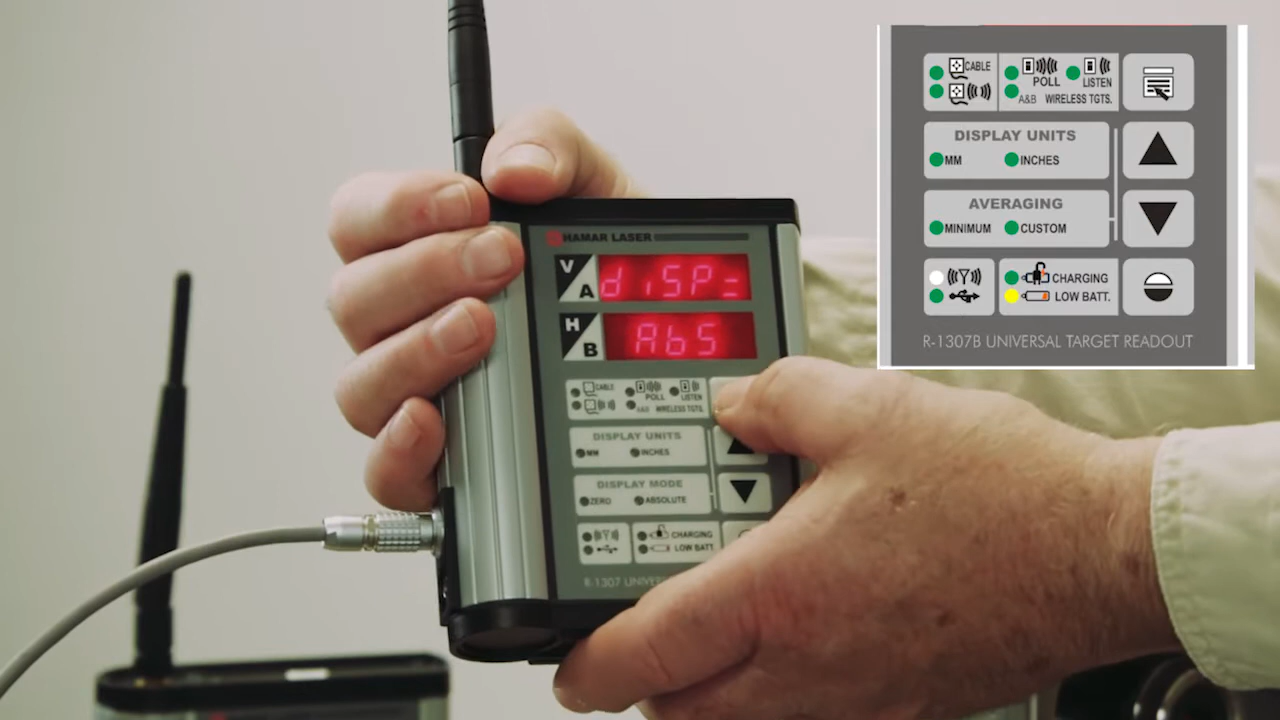 HAMAR LASER
V
A
diSP=
H
B
AbS
CABLE
POLL
LISTEN
A&B WIRELESS TGTS.
DISPLAY UNITS
MM INCHES
DISPLAY MODE
ZERO ABSOLUTE
CHARGING
LOW BATT.
R-1307 UNIVERS
CABLE
POLL
LISTEN
A&B WIRELESS TGTS.
DISPLAY UNITS
MM INCHES
AVERAGING
MINIMUM CUSTOM
CHARGING
LOW BATT.
R-1307B UNIVERSAL TARGET READOUT